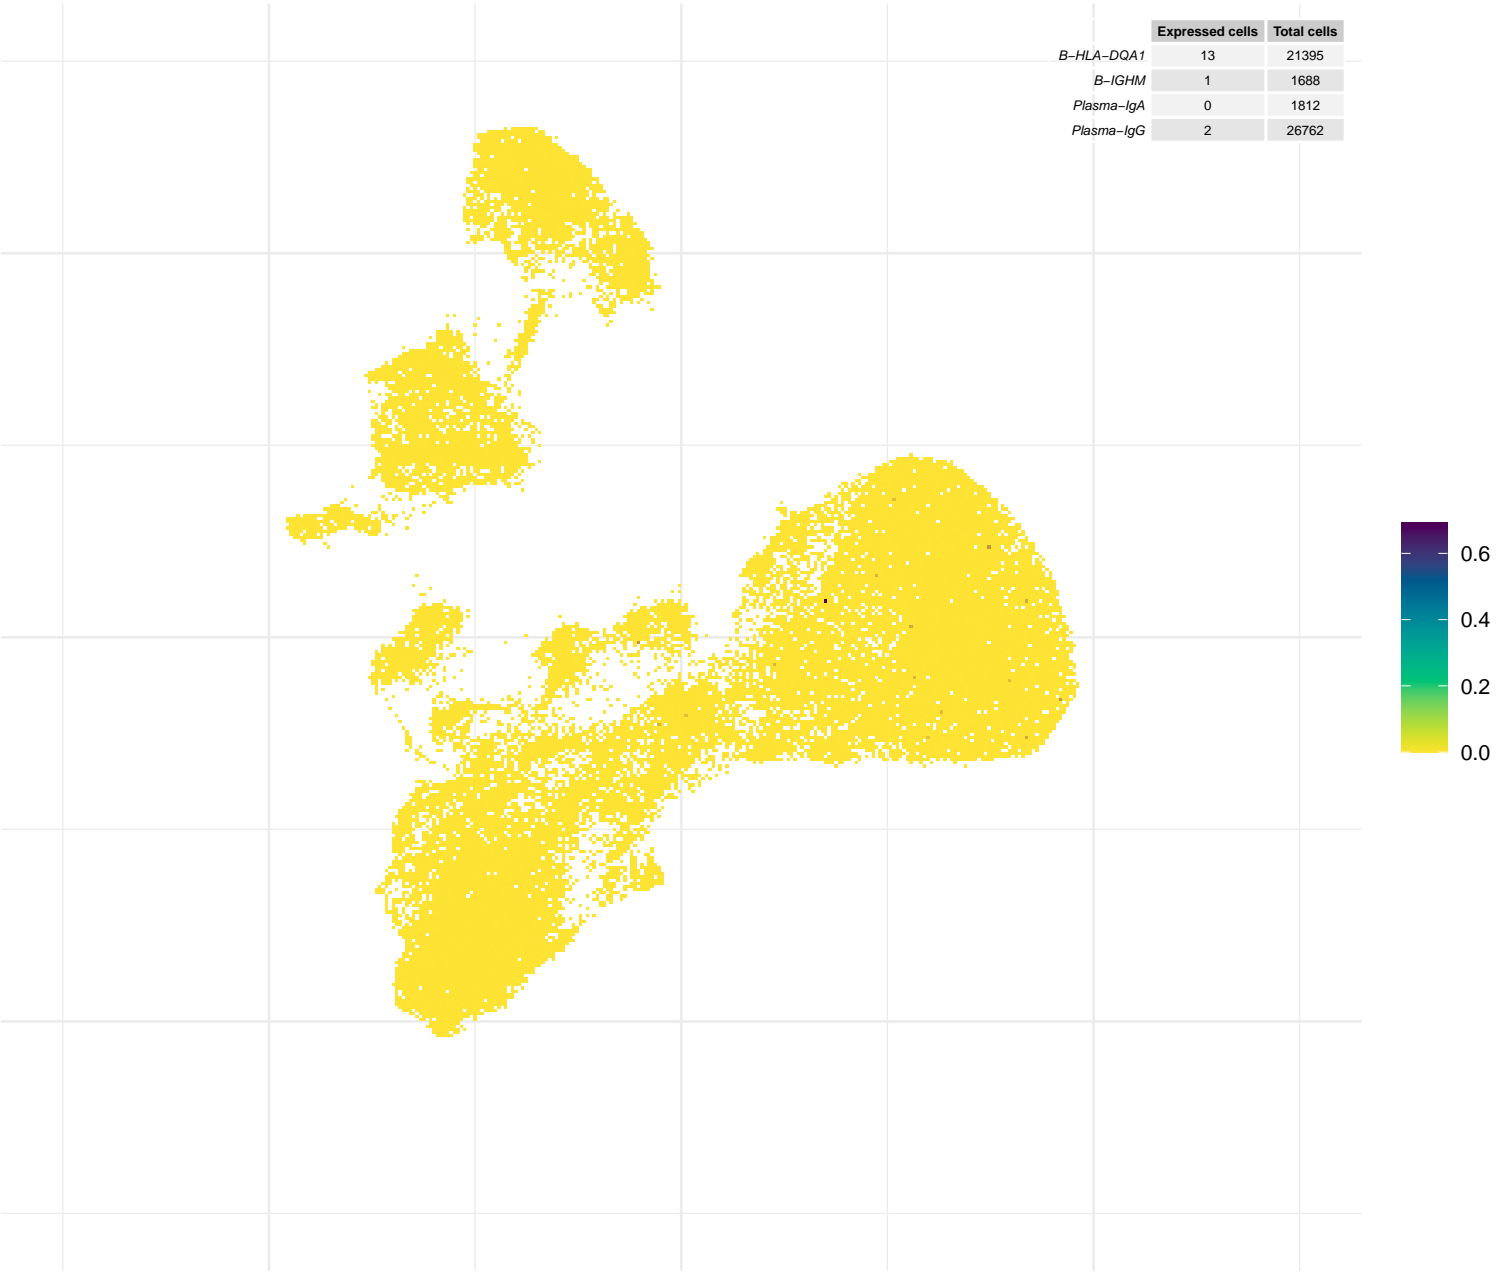 Expressed cells Total cells
B−HLA−DQA1 13 21395
B−IGHM 1 1688
Plasma−IgA 0 1812
Plasma−IgG 2 26762
0.6
0.4
0.2
0.0